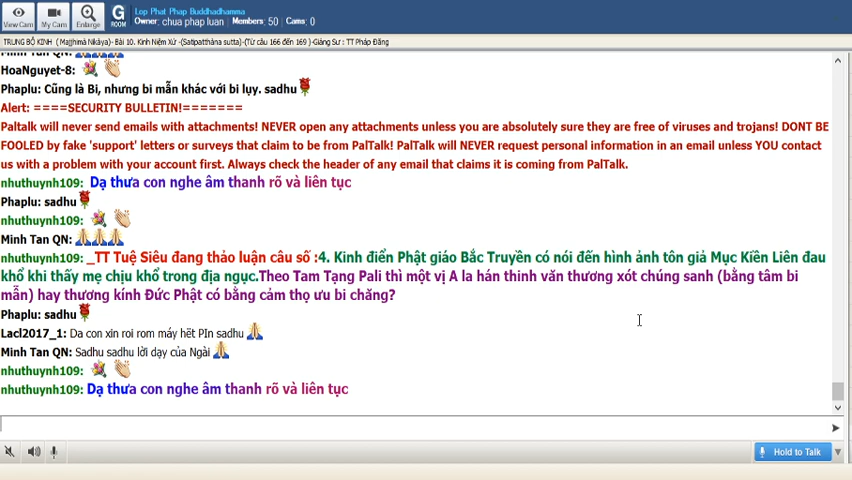 Lop Phat Phap Buddhadhamma
Owner: chua phap luan Members: 50 Cams: 0
View Cam My Cam Enlarge G ROOM
TRUNG BỘ KINH ( Majjhimā Nikāya)- Bài 10. Kinh Niệm Xứ -(Satipatthāna sutta)-(Từ câu 166 đến 169 )-Giảng Sư : TT Pháp Đăng
Minh Tan QN:
HoaNguyet-8:
Phaplu: Cũng là Bi, nhưng bi mẫn khác với bi lụy. sadhu
Alert: ====SECURITY BULLETIN!=======
Paltalk will never send emails with attachments! NEVER open any attachments unless you are absolutely sure they are free of viruses and trojans! DONT BE
FOOLED by fake 'support' letters or surveys that claim to be from PalTalk! PalTalk will NEVER request personal information in an email unless YOU contact
us with a problem with your account first. Always check the header of any email that claims it is coming from PalTalk.
nhuthuynh109: Dạ thưa con nghe âm thanh rõ và liên tục
Phaplu: sadhu
nhuthuynh109:
Minh Tan QN:
nhuthuynh109: _TT Tuệ Siêu đang thảo luận câu số :4. Kinh điển Phật giáo Bắc Truyền có nói đến hình ảnh tôn giả Mục Kiền Liên đau
khổ khi thấy mẹ chịu khổ trong địa ngục.Theo Tam Tạng Pali thì một vị A la hán thinh văn thương xót chúng sanh (bằng tâm bi
mẫn) hay thương kính Đức Phật có bằng cảm thọ ưu bi chăng?
Phaplu: sadhu
Lacl2017_1: Da con xin roi rom máy hêt PIn sadhu
Minh Tan QN: Sadhu sadhu lời dạy của Ngài
nhuthuynh109:
nhuthuynh109: Dạ thưa con nghe âm thanh rõ và liên tục
Hold to Talk